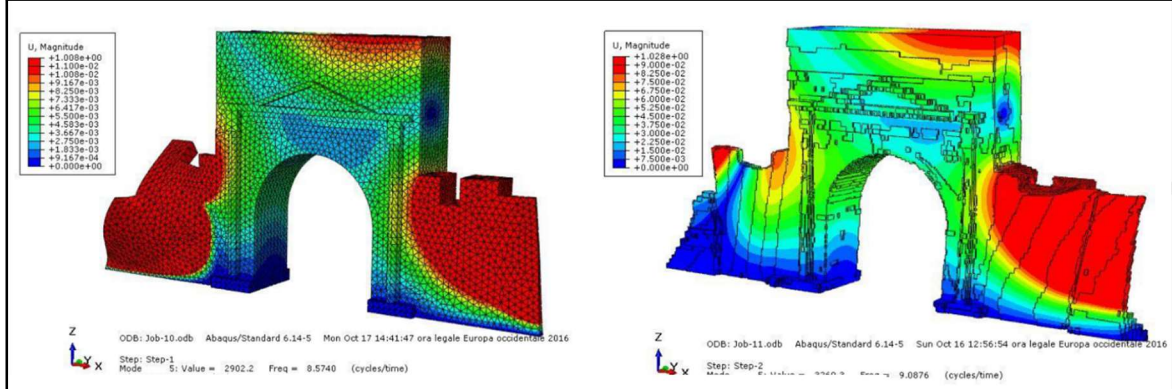 U, Magnitude
+1.008e+00
+1.100e-02
+1.008e-02
+9.167e-03
+8.250e-03
+7.333e-03
+6.417e-03
+5.500e-03
+4.583e-03
+3.667e-03
+2.750e-03
+1.833e-03
+9.167e-04
+0.000e+00
Z
Y
X
ODB: Job-10.odb Abaqus/Standard 6.14-5 Mon Oct 17 14:41:47 ora legale Europa occidentale 2016
Step: Step-1
Mode 5: Value = 2902.2 Freq = 8.5740 (cycles/time)
U, Magnitude
+1.028e+00
+9.000e-02
+8.250e-02
+7.500e-02
+6.750e-02
+6.000e-02
+5.250e-02
+4.500e-02
+3.750e-02
+3.000e-02
+2.250e-02
+1.500e-02
+7.500e-03
+0.000e+00
Z
Y
X
ODB: Job-11.odb Abaqus/Standard 6.14-5 Sun Oct 16 12:56:54 ora legale Europa occidentale 2016
Step: Step-2
Mode 5: Value = 3260.3 Freq = 9.0876 (cycles/time)